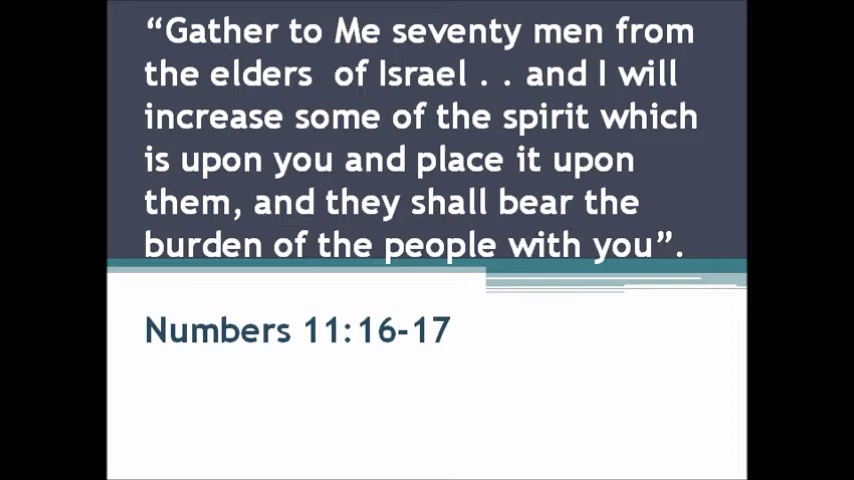 “Gather to Me seventy men from
the elders  of Israel . . and I will
increase some of the spirit which
is upon you and place it upon
them, and they shall bear the
burden of the people with you”.
Numbers 11:16-17